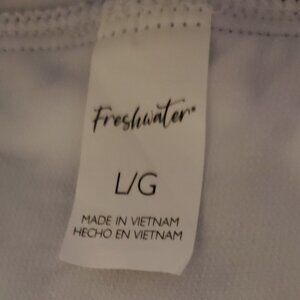 Freshwater®
L/G
MADE IN VIETNAM
HECHO EN VIETNAM